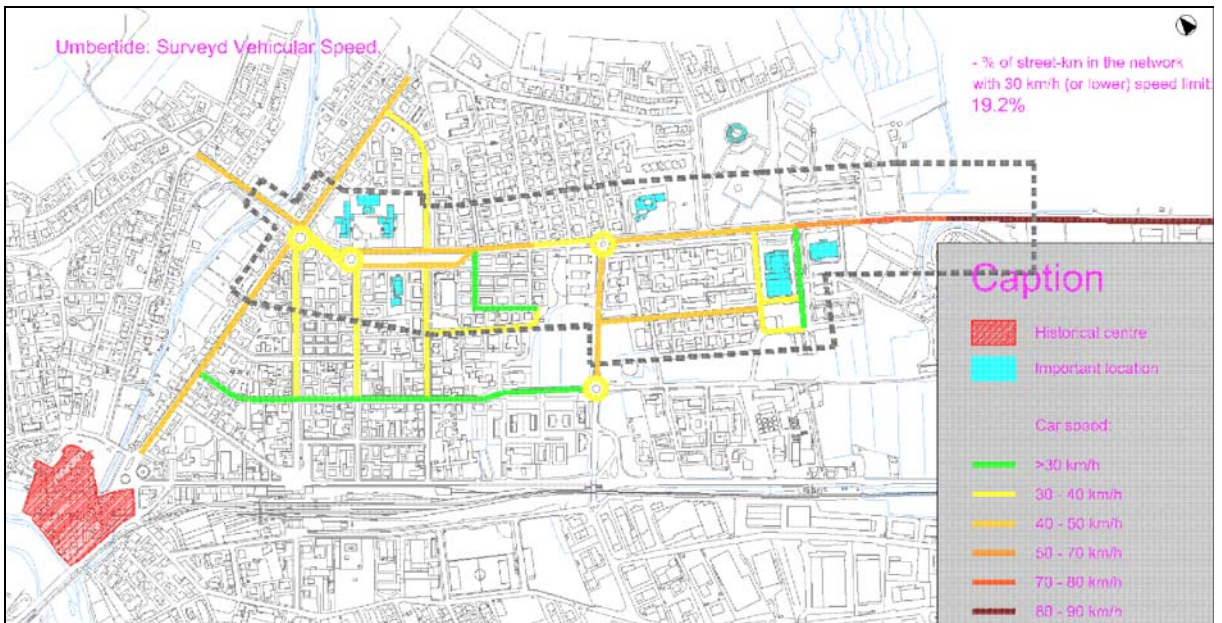 Umbertide: Surveyd Vehicular Speed,
- % of street-km in the network
with 30 km/h (or lower) speed limit:
19.2%
Caption
Historical centre
Important location
Car speed:
>30 km/h
30 - 40 km/h
40 - 50 km/h
50 - 70 km/h
70 - 80 km/h
80 - 90 km/h